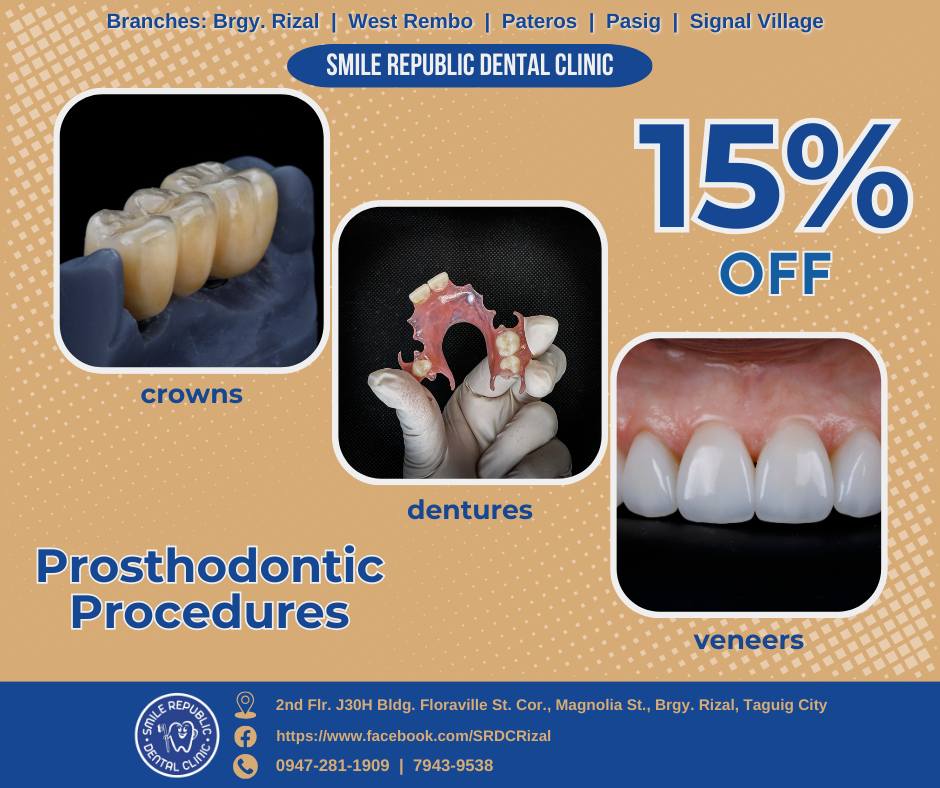 Branches: Brgy. Rizal | West Rembo | Pateros | Pasig | Signal Village
SMILE REPUBLIC DENTAL CLINIC
15%
OFF
crowns
dentures
veneers
Prosthodontic
Procedures
SMILE REPUBLIC
DENTAL CLINIC
2nd Flr. J30H Bldg. Floraville St. Cor., Magnolia St., Brgy. Rizal, Taguig City
https://www.facebook.com/SRDCRizal
0947-281-1909 | 7943-9538